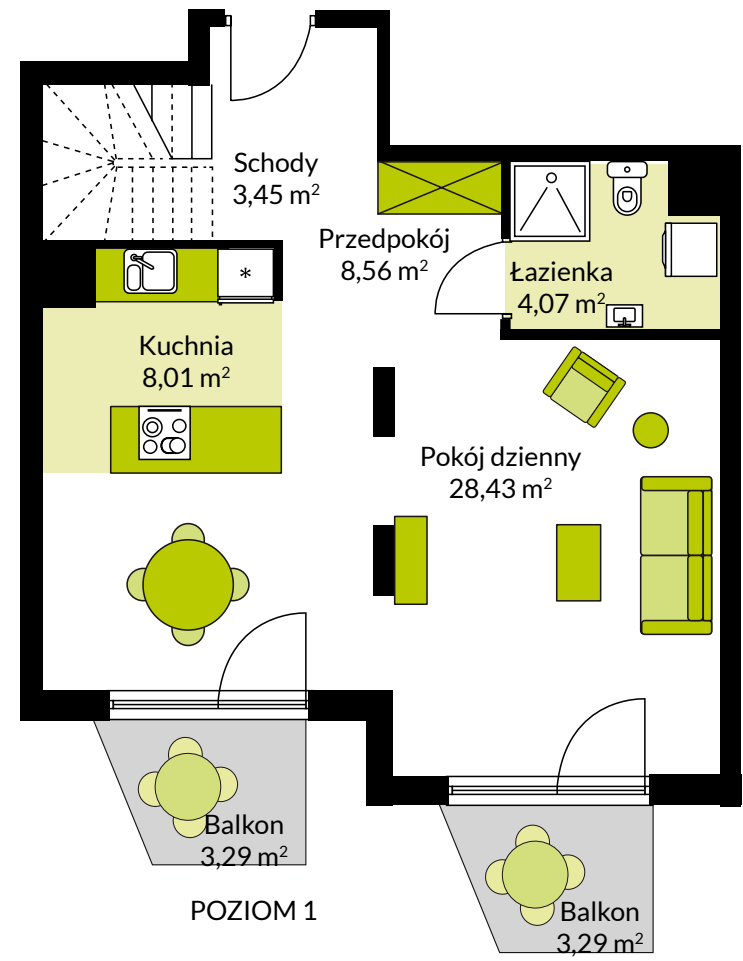 Schody
3,45 m²
Przedpokój
8,56 m²
Łazienka
4,07 m²
*
Kuchnia
8,01 m²
Pokój dzienny
28,43 m²
Balkon
3,29 m²
POZIOM 1
Balkon
3,29 m²